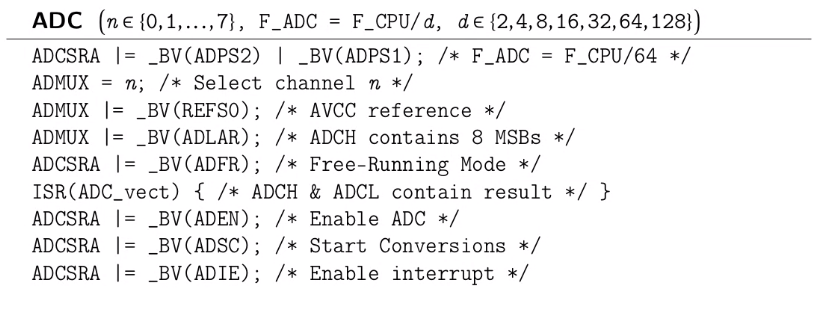 ADC (n∈{0,1,...,7}, F_ADC = F_CPU/d, d∈{2,4,8,16,32,64,128})
ADCSRA |= _BV(ADPS2) | _BV(ADPS1); /* F_ADC = F_CPU/64 */
ADMUX = n; /* Select channel n */
ADMUX |= _BV(REFS0); /* AVCC reference */
ADMUX |= _BV(ADLAR); /* ADCH contains 8 MSBs */
ADCSRA |= _BV(ADFR); /* Free-Running Mode */
ISR(ADC_vect) { /* ADCH & ADCL contain result */ }
ADCSRA |= _BV(ADEN); /* Enable ADC */
ADCSRA |= _BV(ADSC); /* Start Conversions */
ADCSRA |= _BV(ADIE); /* Enable interrupt */